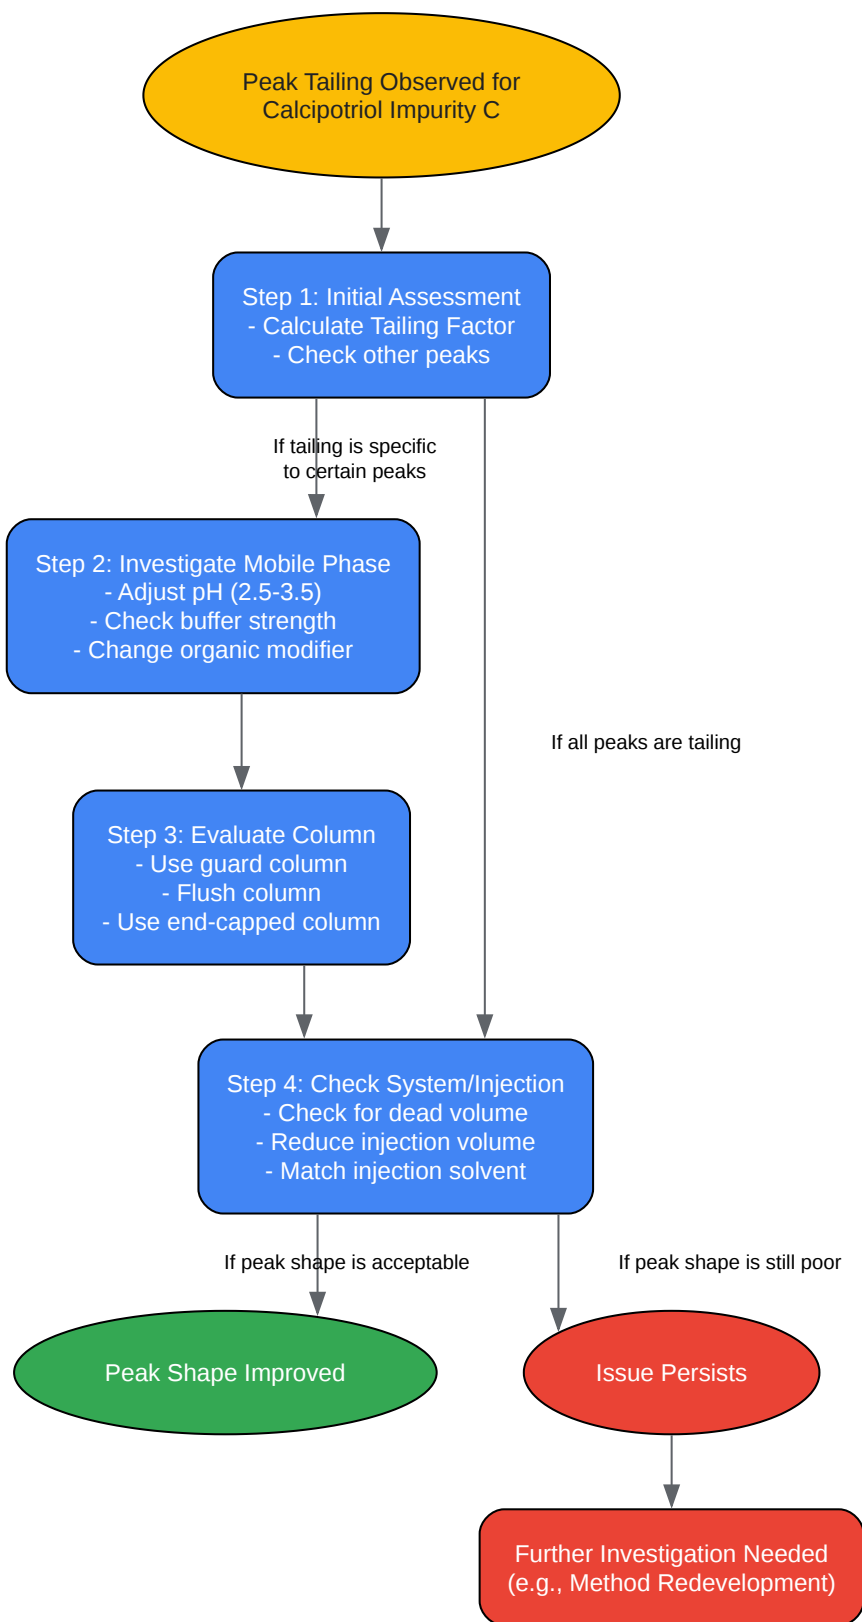 Peak Tailing Observed for
Calcipotriol Impurity C
Step 1: Initial Assessment
- Calculate Tailing Factor
- Check other peaks
If tailing is specific
to certain peaks
Step 2: Investigate Mobile Phase
- Adjust pH (2.5-3.5)
- Check buffer strength
- Change organic modifier
If all peaks are tailing
Step 3: Evaluate Column
- Use guard column
- Flush column
- Use end-capped column
Step 4: Check System/Injection
- Check for dead volume
- Reduce injection volume
- Match injection solvent
If peak shape is acceptable
If peak shape is still poor
Peak Shape Improved
Issue Persists
Further Investigation Needed
(e.g., Method Redevelopment)